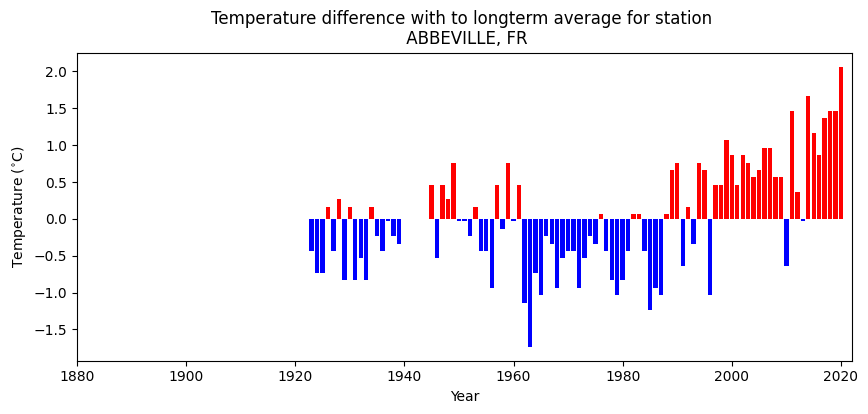 Temperature difference with to longterm average for station
ABBEVILLE, FR
Temperature (°C)
2.0
1.5
1.0
0.5
0.0
−0.5
−1.0
−1.5
1880 1900 1920 1940 1960 1980 2000 2020
Year